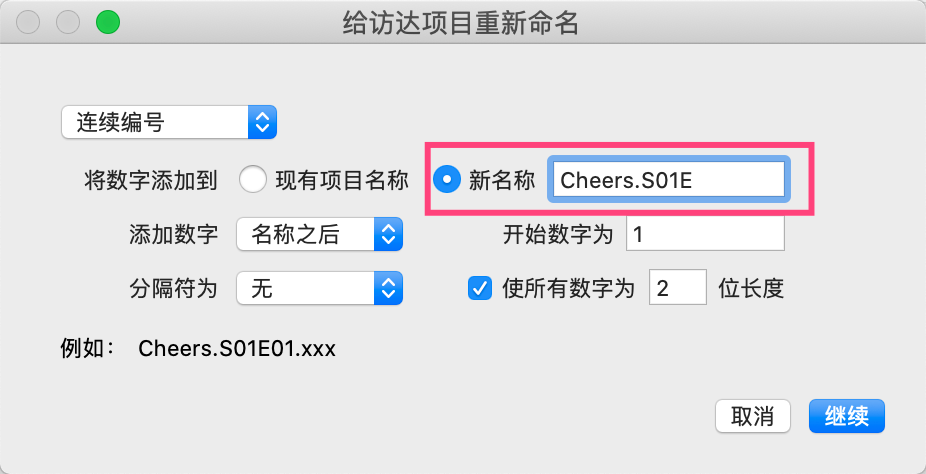 给访达项目重新命名
连续编号
将数字添加到 现有项目名称 新名称 Cheers.S01E
添加数字 名称之后 开始数字为 1
分隔符为 无 使所有数字为 2 位长度
例如： Cheers.S01E01.xxx
取消 继续